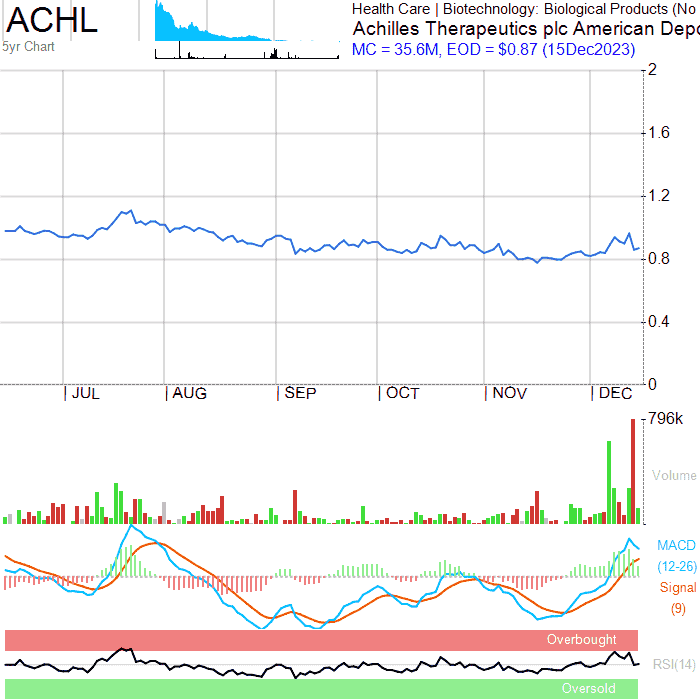 ACHL
5yr Chart
Health Care | Biotechnology: Biological Products (No
Achilles Therapeutics plc American Depo
MC = 35.6M, EOD = $0.87 (15Dec2023)
2
1.6
1.2
0.8
0.4
0
| JUL | AUG | SEP | OCT | NOV | DEC
796k
Volume
MACD
(12-26)
Signal
(9)
Overbought
RSI(14)
Oversold